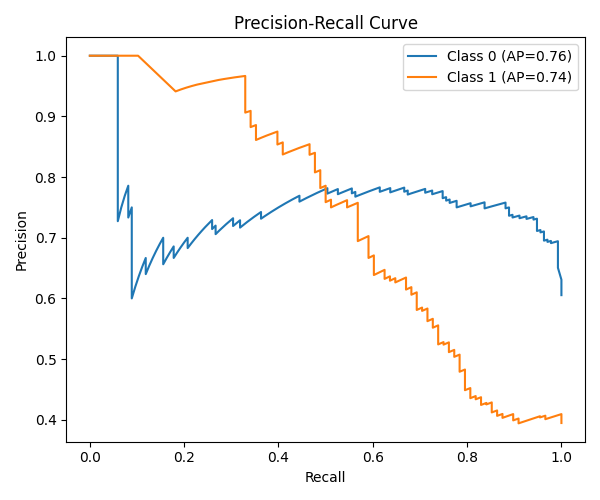 Precision-Recall Curve
Class 0 (AP=0.76)
Class 1 (AP=0.74)
Precision
1.0
0.9
0.8
0.7
0.6
0.5
0.4
0.0 0.2 0.4 0.6 0.8 1.0
Recall